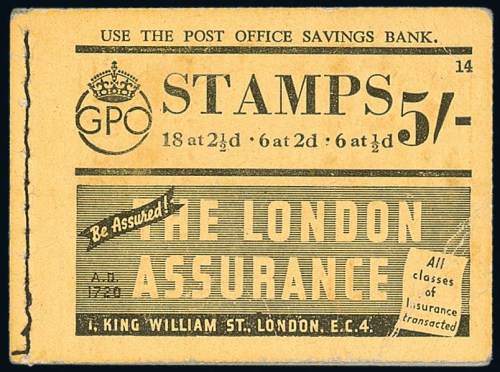 USE THE POST OFFICE SAVINGS BANK.
14
GPO
STAMPS 5/-
18 at 2½d · 6 at 2d · 6 at ½d
Be Assured!
THE LONDON
ASSURANCE
A.D.
1720
All
classes
of
Insurance
transacted
1, KING WILLIAM ST., LONDON, E.C.4.